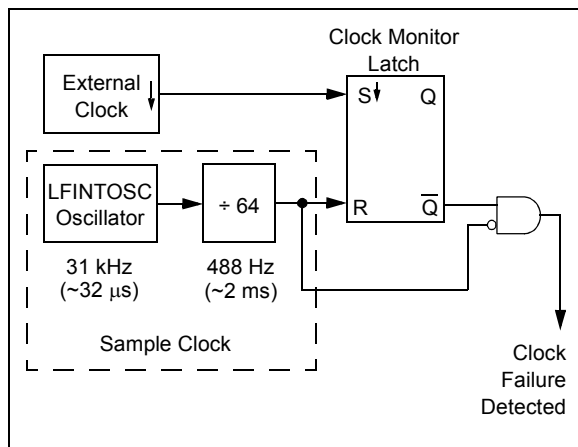 Clock Monitor
Latch
External
Clock
S
Q
LFINTOSC
Oscillator
÷ 64
R
Q̅
31 kHz
(~32 μs)
488 Hz
(~2 ms)
Sample Clock
Clock
Failure
Detected